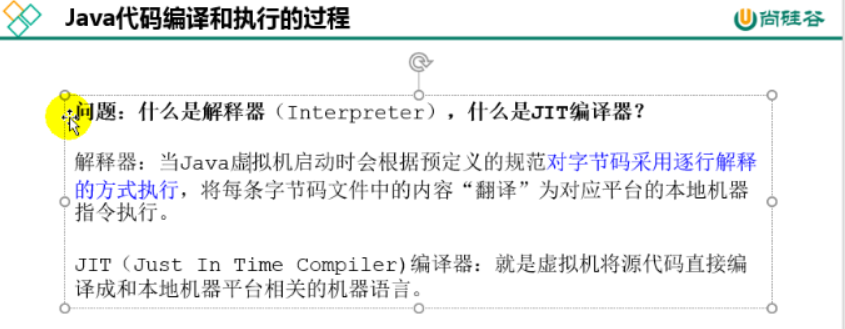 Java代码编译和执行的过程
尚硅谷
问题：什么是解释器（Interpreter），什么是JIT编译器？
解释器：当Java虚拟机启动时会根据预定义的规范对字节码采用逐行解释
的方式执行，将每条字节码文件中的内容“翻译”为对应平台的本地机器
指令执行。
JIT（Just In Time Compiler)编译器：就是虚拟机将源代码直接编
译成和本地机器平台相关的机器语言。